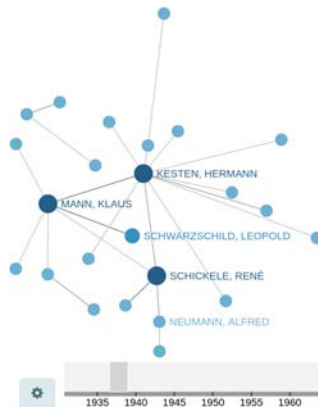 KESTEN, HERMANN
MANN, KLAUS
SCHWARZSCHILD, LEOPOLD
SCHICKELE, RENÉ
NEUMANN, ALFRED
1935 1940 1945 1950 1955 1960